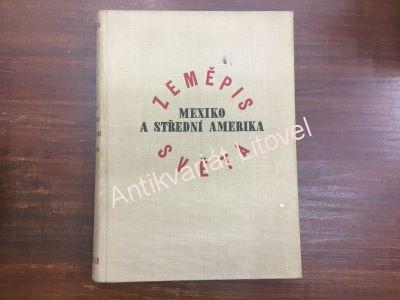 ZEMĚPIS
MEXIKO
A STŘEDNÍ AMERIKA
SVĚTA
Antikvariát Litovel